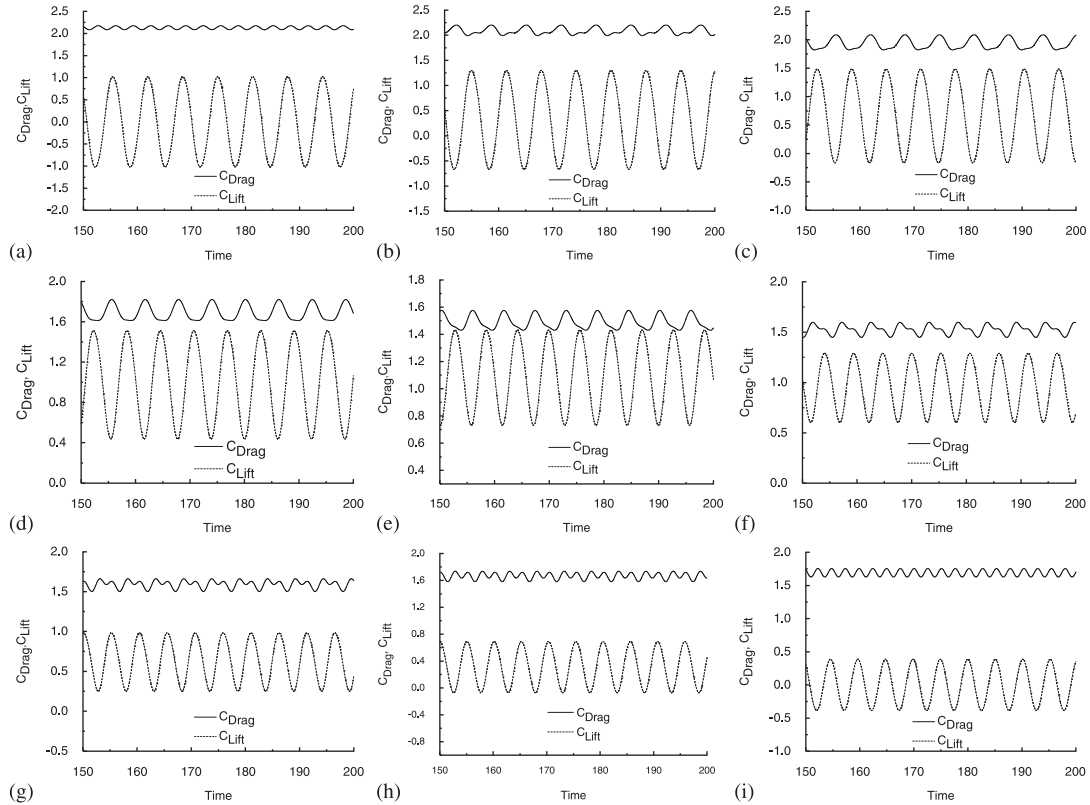 2.5
2.0
1.5
1.0
0.5
0.0
-0.5
-1.0
-1.5
-2.0
C_Drag, C_Lift
C_Drag
C_Lift
150 160 170 180 190 200
Time
(a)
2.5
2.0
1.5
1.0
0.5
0.0
-0.5
-1.0
-1.5
C_Drag, C_Lift
C_Drag
C_Lift
150 160 170 180 190 200
Time
(b)
2.5
2.0
1.5
1.0
0.5
0.0
-0.5
-1.0
C_Drag, C_Lift
C_Drag
C_Lift
150 160 170 180 190 200
Time
(c)
2.0
1.6
1.2
0.8
0.4
0.0
C_Drag, C_Lift
C_Drag
C_Lift
150 160 170 180 190 200
Time
(d)
1.8
1.6
1.4
1.2
1.0
0.8
0.6
0.4
C_Drag, C_Lift
C_Drag
C_Lift
150 160 170 180 190 200
Time
(e)
2.0
1.5
1.0
0.5
0.0
C_Drag, C_Lift
C_Drag
C_Lift
150 160 170 180 190 200
Time
(f)
2.0
1.5
1.0
0.5
0.0
-0.5
C_Drag, C_Lift
C_Drag
C_Lift
150 160 170 180 190 200
Time
(g)
2.0
1.6
1.2
0.8
0.4
0.0
-0.4
-0.8
C_Drag, C_Lift
C_Drag
C_Lift
150 160 170 180 190 200
Time
(h)
2.0
1.5
1.0
0.5
0.0
-0.5
-1.0
C_Drag, C_Lift
C_Drag
C_Lift
150 160 170 180 190 200
Time
(i)